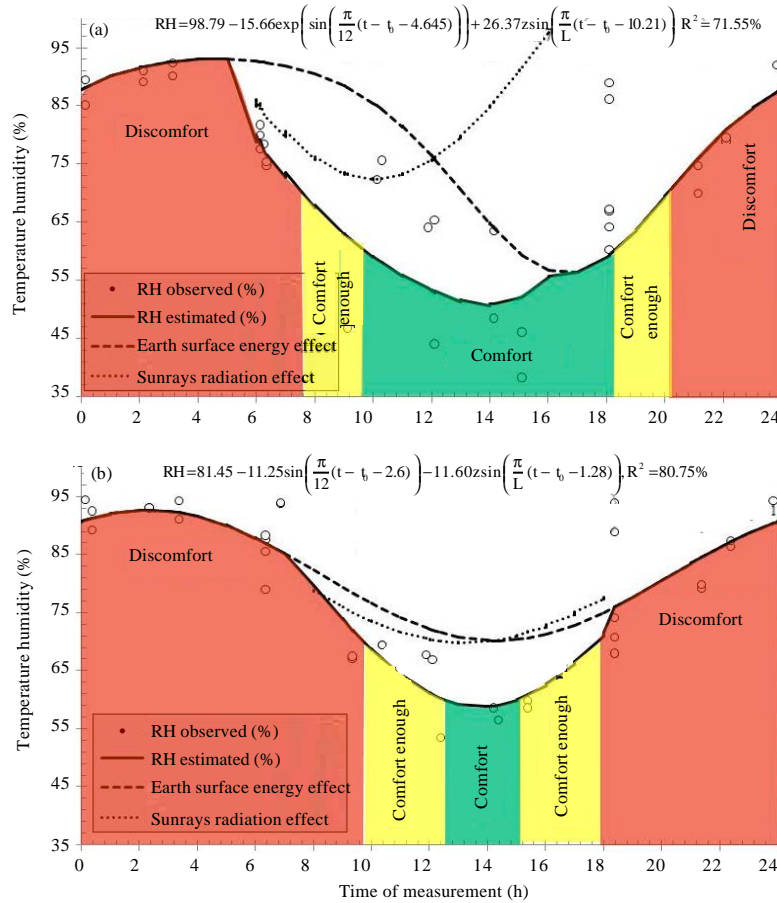 (a)
RH=98.79 −15.66exp(sin(π/12(t− t₀ −4.645)))+26.37zsin(π/L(t− t₀ −10.21)) R²=71.55%
95
85
75
65
55
45
35
Temperature humidity (%)
Discomfort
Comfort enough
Comfort
Comfort enough
Discomfort
RH observed (%)
RH estimated (%)
Earth surface energy effect
Sunrays radiation effect
0 2 4 6 8 10 12 14 16 18 20 22 24
(b)
RH=81.45 −11.25sin(π/12(t− t₀ −2.6))−11.60zsin(π/L(t− t₀ −1.28)), R²=80.75%
95
85
75
65
55
45
35
Temperature humidity (%)
Discomfort
Comfort enough
Comfort
Comfort enough
Discomfort
RH observed (%)
RH estimated (%)
Earth surface energy effect
Sunrays radiation effect
0 2 4 6 8 10 12 14 16 18 20 22 24
Time of measurement (h)